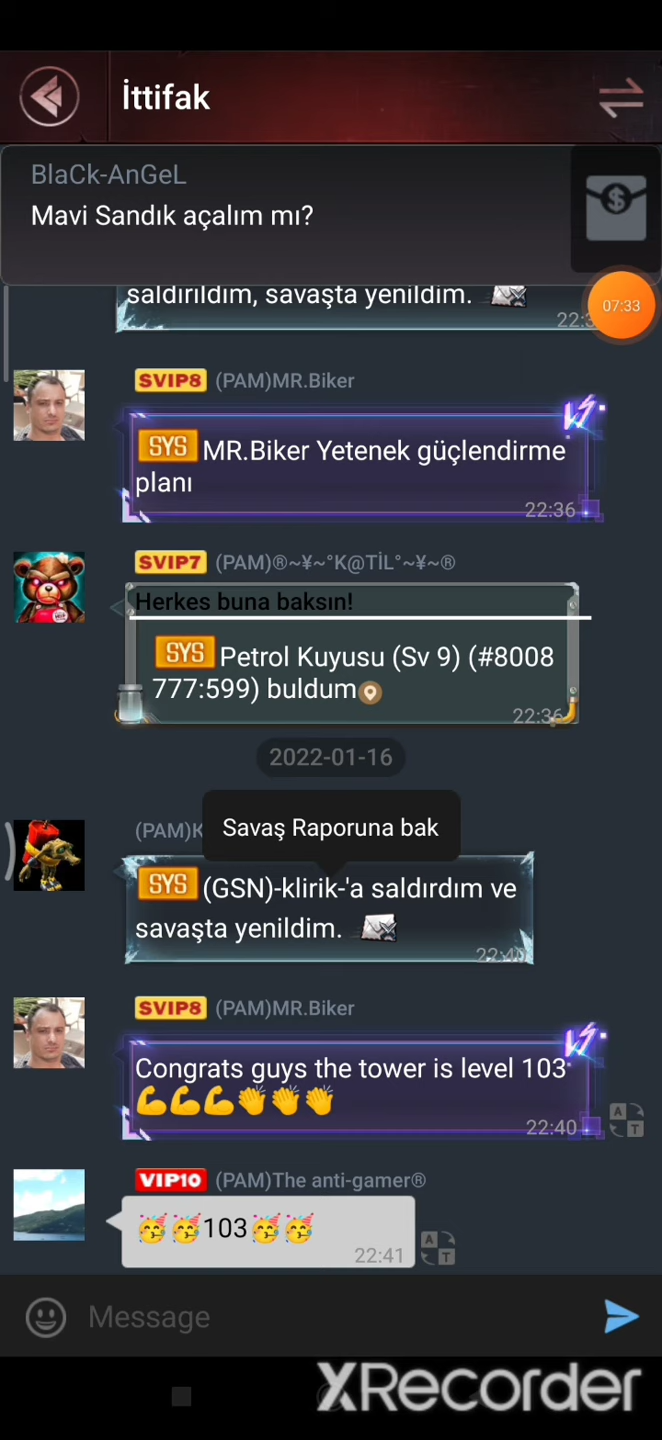 İttifak
BlaCk-AnGeL
Mavi Sandık açalım mı?
saldırıldım, savaşta yenildim.
07:33
SVIP8 (PAM)MR.Biker
SYS MR.Biker Yetenek güçlendirme
planı
22:36
SVIP7 (PAM)®~¥~°K@TİL°~¥~®
Herkes buna baksın!
SYS Petrol Kuyusu (Sv 9) (#8008
777:599) buldum
22:36
2022-01-16
Savaş Raporuna bak
SYS (GSN)-klirik-'a saldırdım ve
savaşta yenildim.
22:40
SVIP8 (PAM)MR.Biker
Congrats guys the tower is level 103
💪💪💪👏👏👏
22:40
VIP10 (PAM)The anti-gamer®
🥳🥳103🥳🥳
22:41
Message
XRecorder